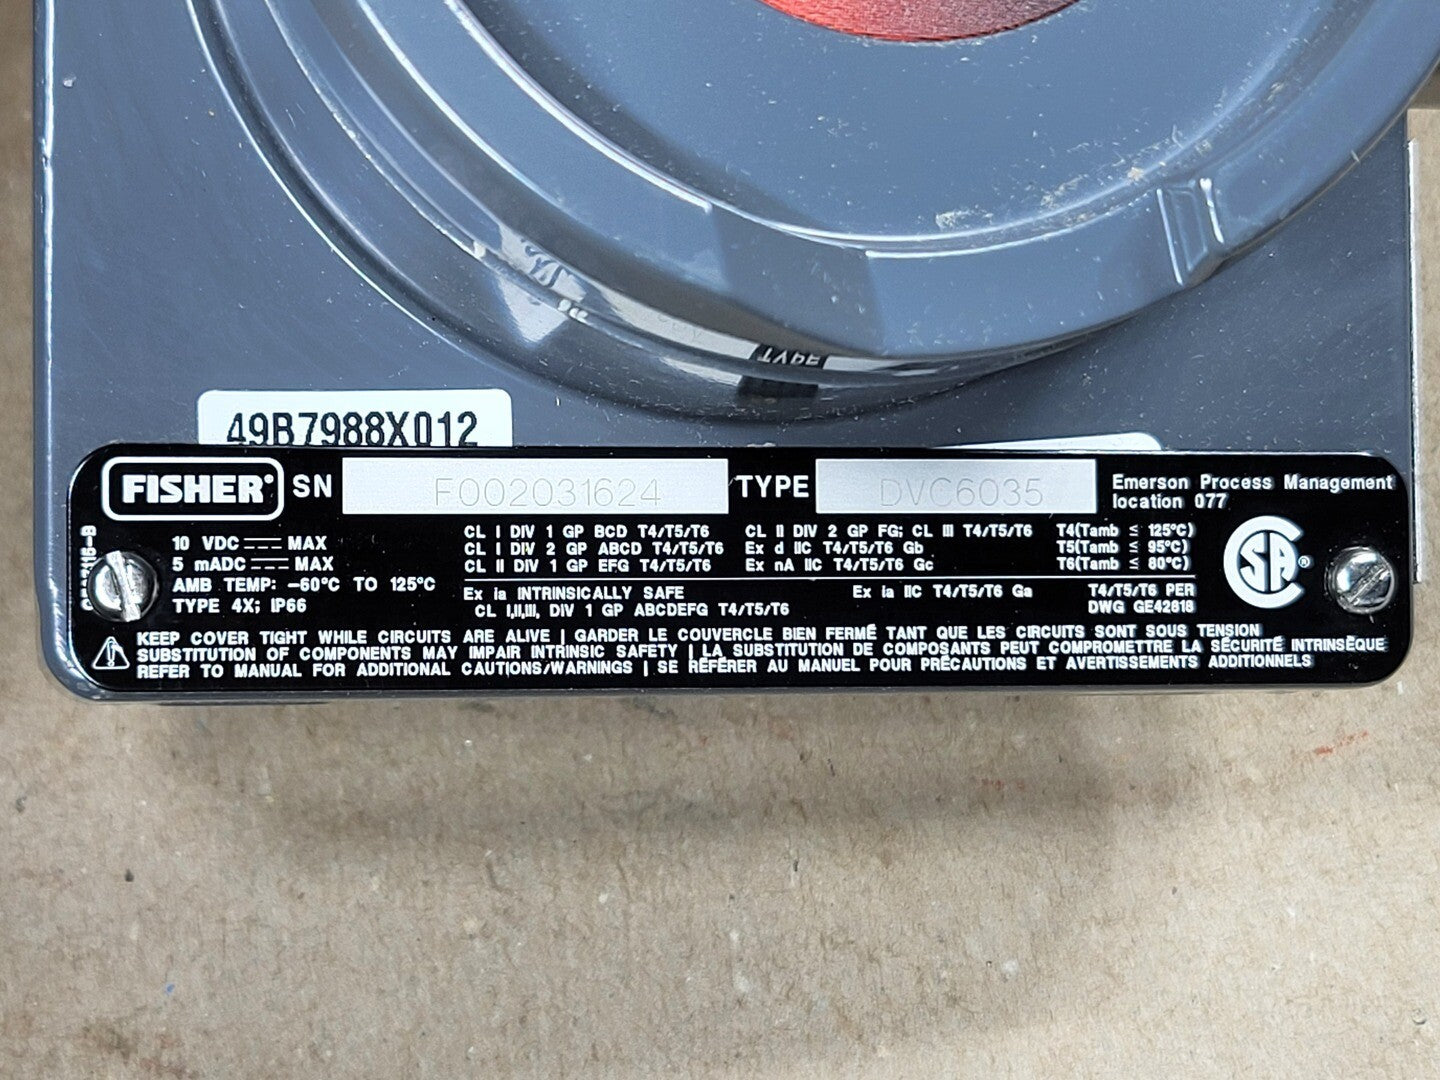 TYPE
49B7988X012
FISHER® SN F002031624 TYPE DVC6035 Emerson Process Management
location 077
10 VDC MAX
5 mADC MAX
AMB TEMP: -60°C TO 125°C
TYPE 4X; IP66
CL I DIV 1 GP BCD T4/T5/T6
CL I DIV 2 GP ABCD T4/T5/T6
CL II DIV 1 GP EFG T4/T5/T6
CL II DIV 2 GP FG; CL III T4/T5/T6
Ex d IIC T4/T5/T6 Gb
Ex nA IIC T4/T5/T6 Gc
T4(Tamb ≤ 125°C)
T5(Tamb ≤ 95°C)
T6(Tamb ≤ 80°C)
Ex ia INTRINSICALLY SAFE Ex ia IIC T4/T5/T6 Ga T4/T5/T6 PER
CL I,II,III, DIV 1 GP ABCDEFG T4/T5/T6 DWG GE42818
SA®
KEEP COVER TIGHT WHILE CIRCUITS ARE ALIVE | GARDER LE COUVERCLE BIEN FERMÉ TANT QUE LES CIRCUITS SONT SOUS TENSION
SUBSTITUTION OF COMPONENTS MAY IMPAIR INTRINSIC SAFETY | LA SUBSTITUTION DE COMPOSANTS PEUT COMPROMETTRE LA SÉCURITÉ INTRINSÈQUE
REFER TO MANUAL FOR ADDITIONAL CAUTIONS/WARNINGS | SE RÉFÉRER AU MANUEL POUR PRÉCAUTIONS ET AVERTISSEMENTS ADDITIONNELS